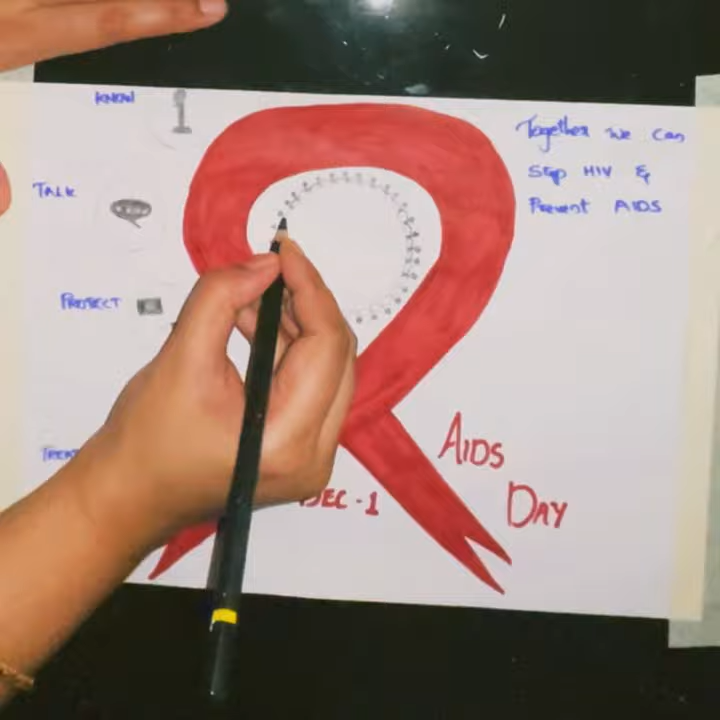 KNOW
TALK
PROTECT
Together we can
Stop HIV &
Prevent AIDS
AIDS
DAY
DEC - 1